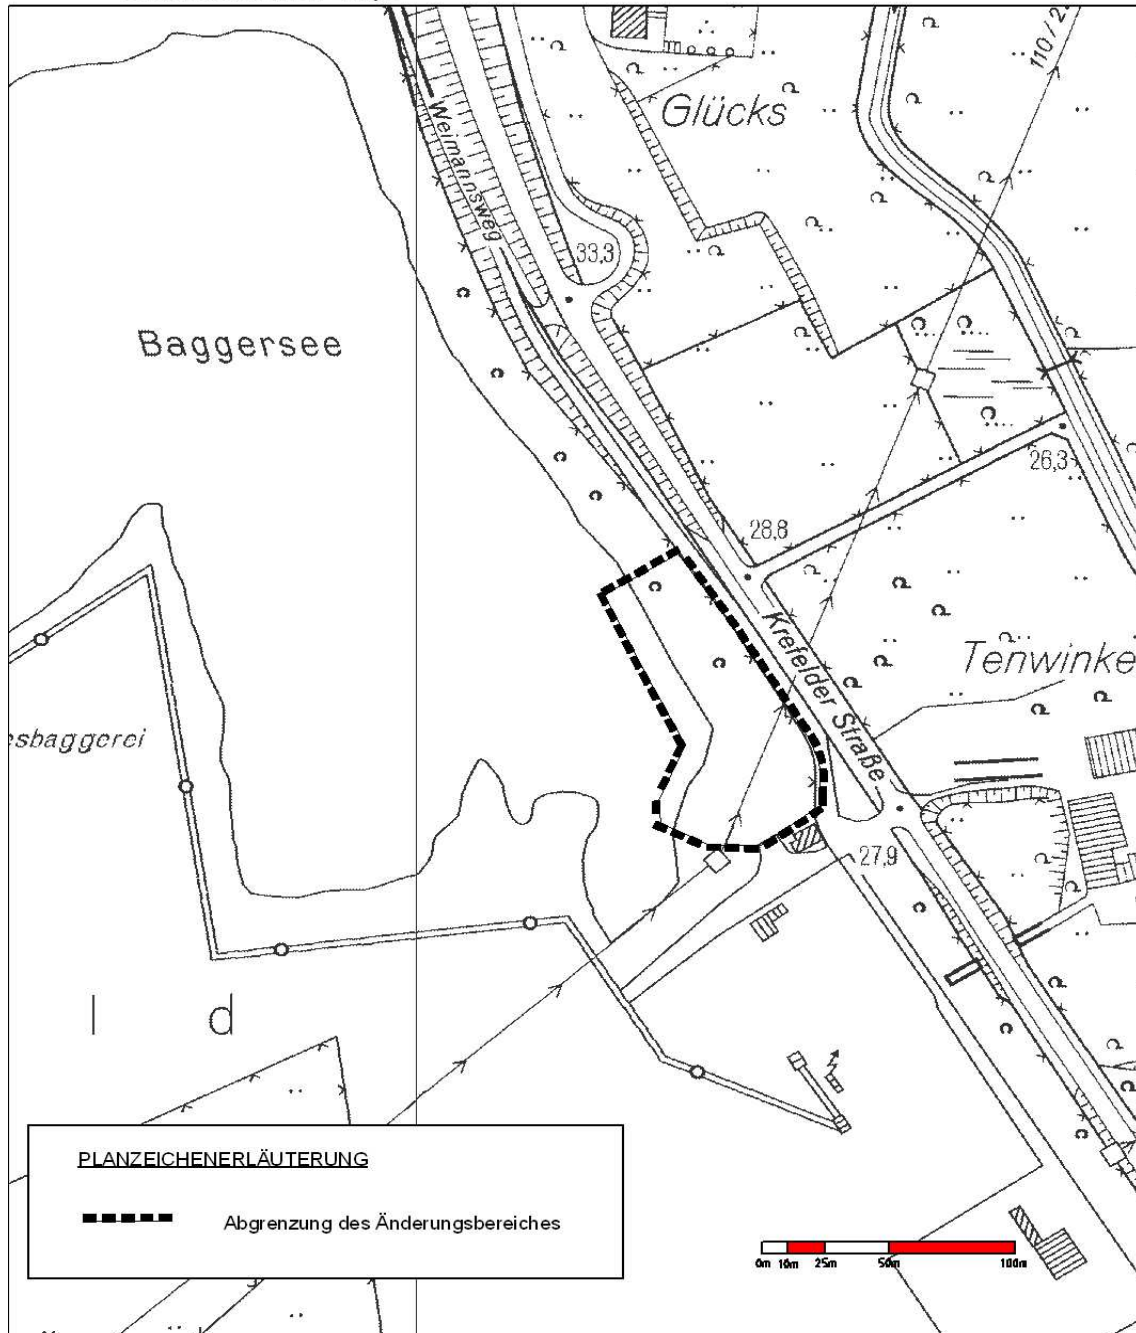 110 / 2
Glücks
Weimannsweg
33,3
Baggersee
26,3
28,8
Krefelder Straße
Tenwinke
esbaggerei
27,9
l d
PLANZEICHENERLÄUTERUNG
Abgrenzung des Änderungsbereiches
0m 10m 25m 50m 100m